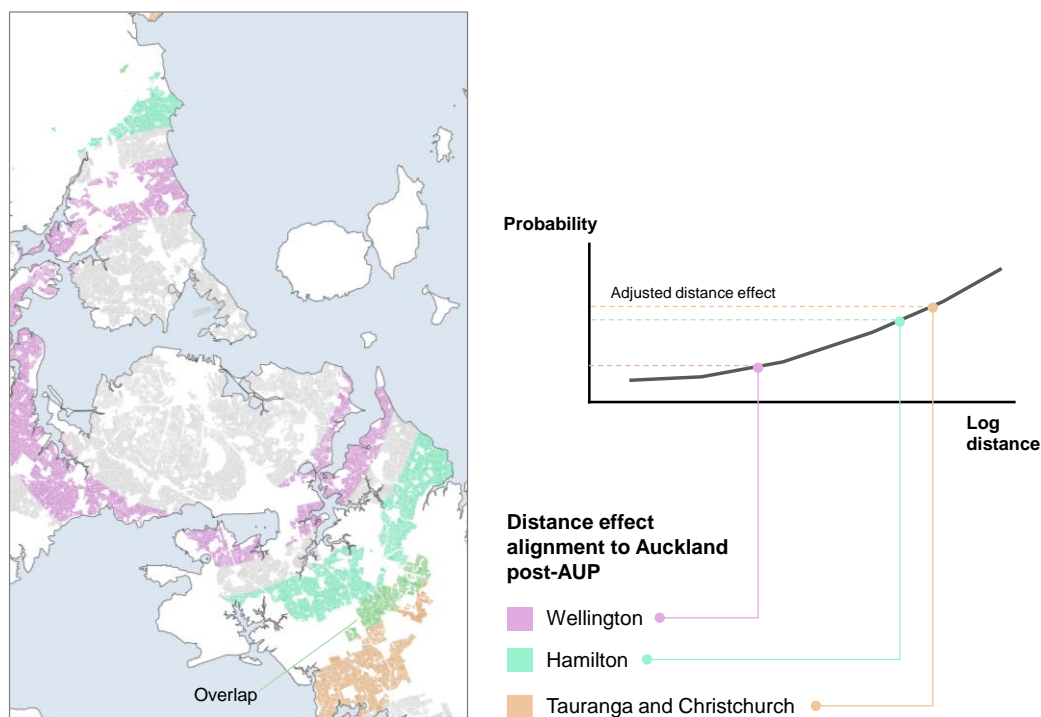 Overlap
Probability
Adjusted distance effect
Log
distance
Distance effect
alignment to Auckland
post-AUP
Wellington
Hamilton
Tauranga and Christchurch